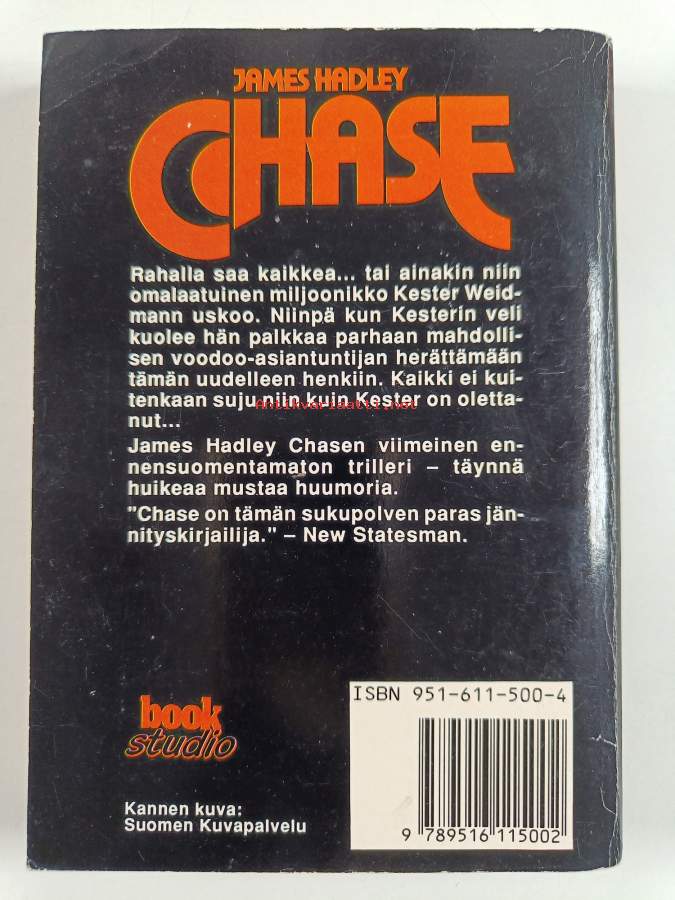 JAMES HADLEY
CHASE
Rahalla saa kaikkea... tai ainakin niin
omalaatuinen miljoonikko Kester Weid-
mann uskoo. Niinpä kun Kesterin veli
kuolee hän palkkaa parhaan mahdolli-
sen voodoo-asiantuntijan herättämään
tämän uudelleen henkiin. Kaikki ei kui-
tenkaan suju niin kuin Kester on oletta-
Antikvariaatti.net
nut...
James Hadley Chasen viimeinen en-
nensuomentamaton trilleri – täynnä
huikeaa mustaa huumoria.
"Chase on tämän sukupolven paras jän-
nityskirjailija." – New Statesman.
ISBN 951-611-500-4
book
studio
Kannen kuva:
Suomen Kuvapalvelu
9 789516 115002